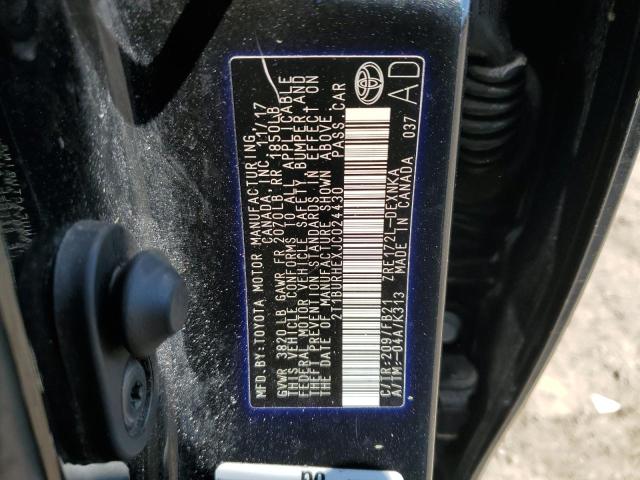 MFD.BY:TOYOTA MOTOR MANUFACTURING
CANADA,INC. 11/17
GVWR 3820LB GAWR FR 2070LB RR 1850LB
THIS VEHICLE CONFORMS TO ALL APPLICABLE
FEDERAL MOTOR VEHICLE SAFETY, BUMPER,AND
THEFT PREVENTION STANDARDS IN EFFECT ON
THE DATE OF MANUFACTURE SHOWN ABOVE.
2T1BURHEXJC024430 PASS CAR
C/TR-209/FB21 ZRE172L-DEXNKA
A/TM-04A/K313 MADE IN CANADA 037
AD